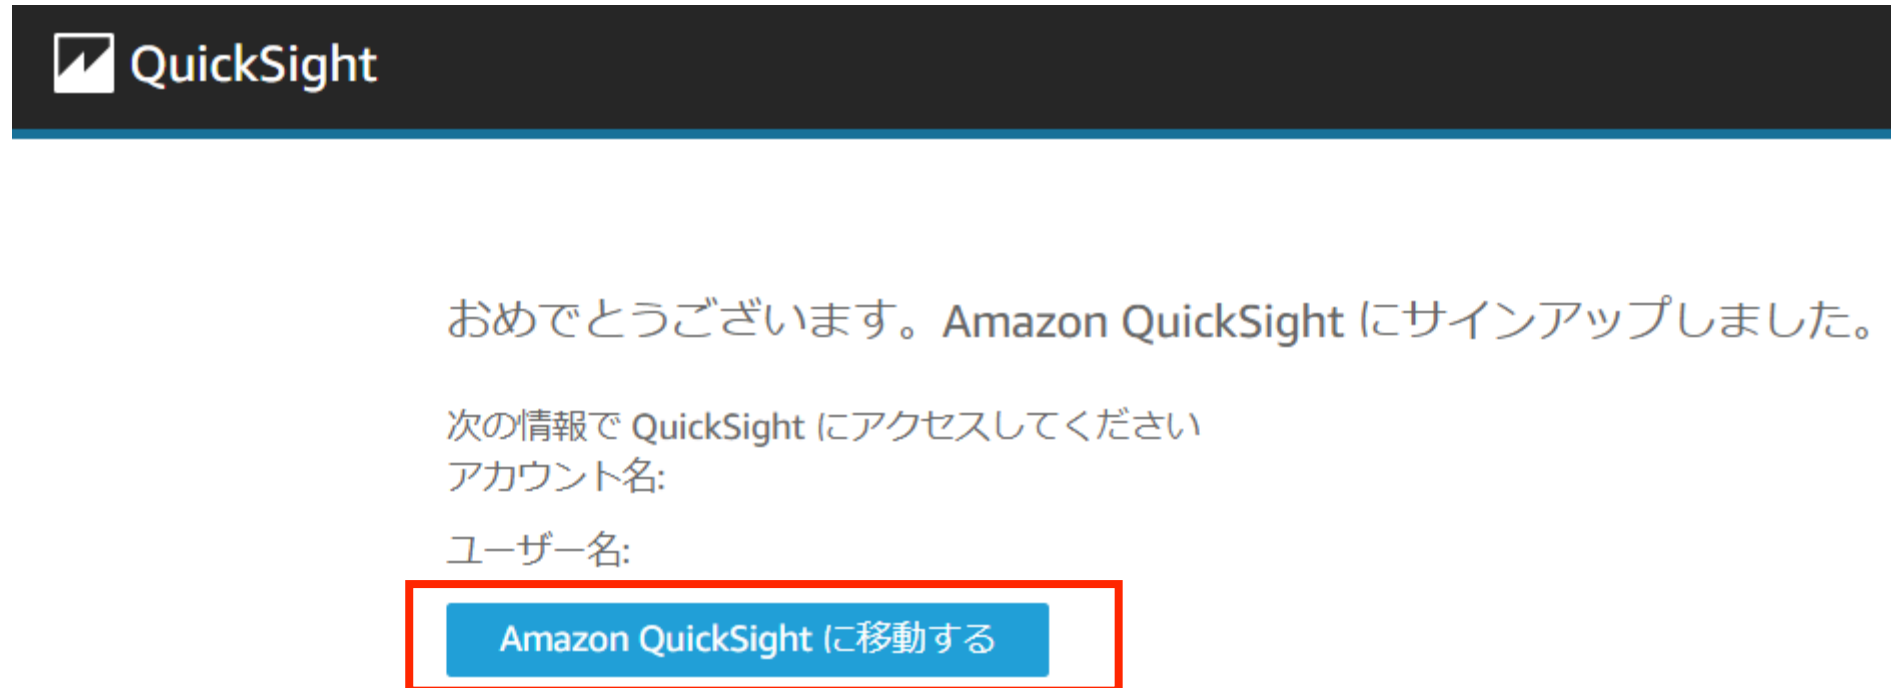 QuickSight
おめでとうございます。Amazon QuickSight にサインアップしました。
次の情報で QuickSight にアクセスしてください
アカウント名:
ユーザー名:
Amazon QuickSight に移動する